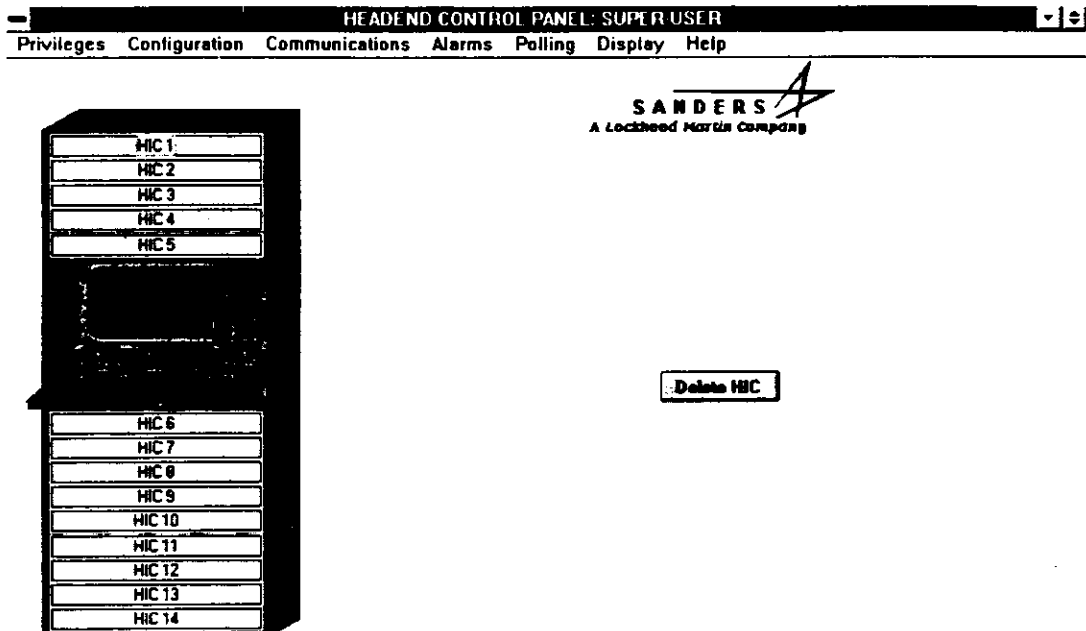 HEADEND CONTROL PANEL: SUPER-USER
Privileges Configuration Communications Alarms Polling Display Help
SANDERS
A Lockheed Martin Company
HIC 1
HIC 2
HIC 3
HIC 4
HIC 5
Delete HIC
HIC 6
HIC 7
HIC 8
HIC 9
HIC 10
HIC 11
HIC 12
HIC 13
HIC 14